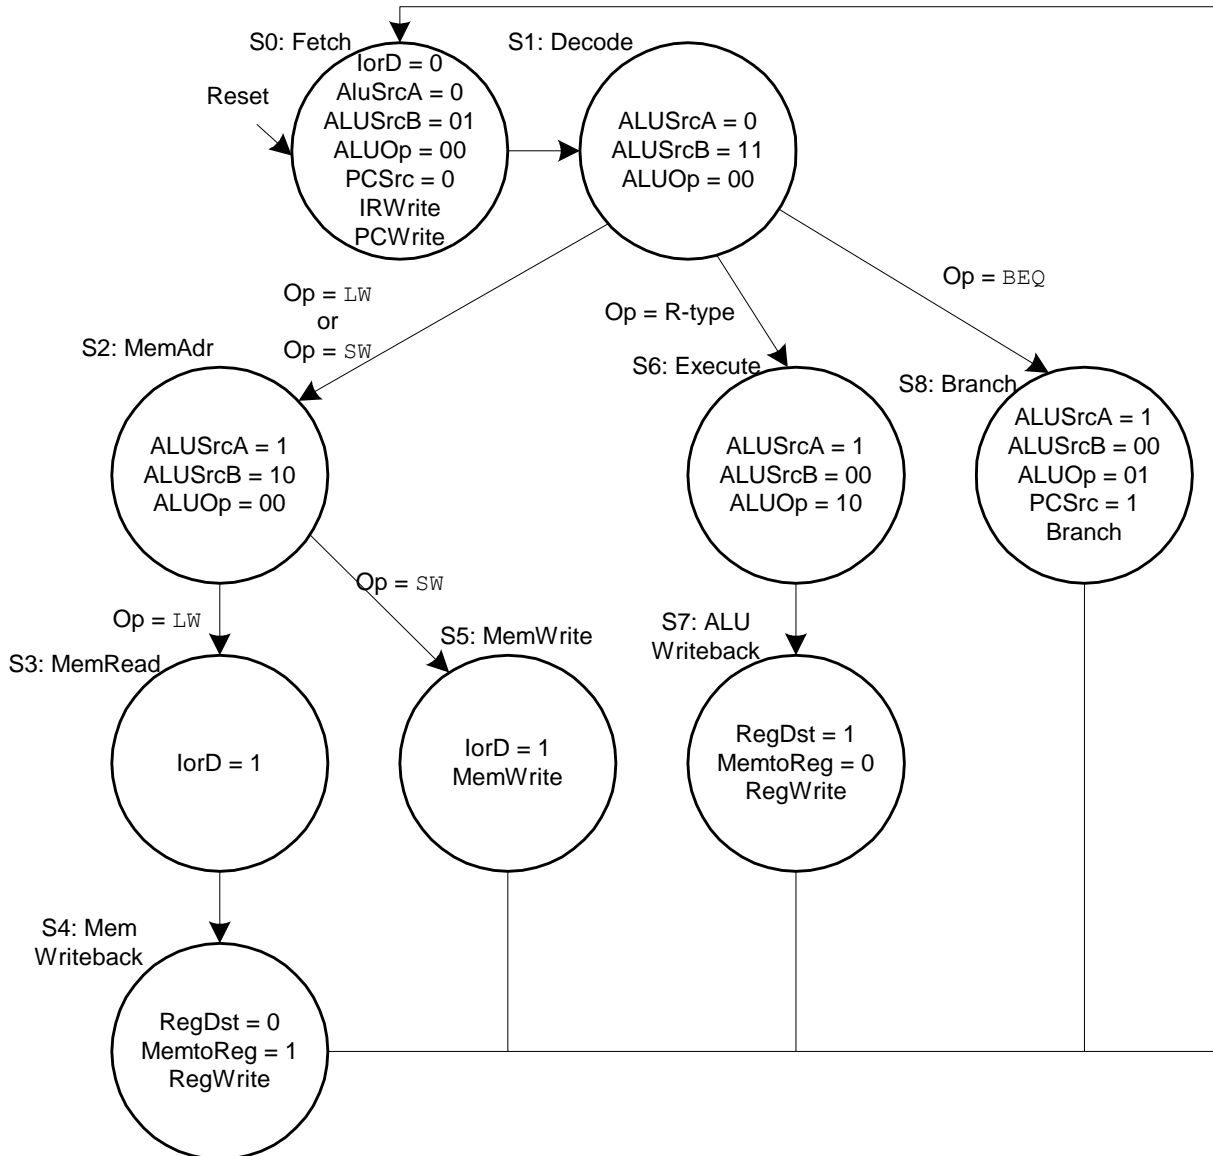 S0: Fetch
IorD = 0
AluSrcA = 0
ALUSrcB = 01
ALUOp = 00
PCSrc = 0
IRWrite
PCWrite
Reset
S1: Decode
ALUSrcA = 0
ALUSrcB = 11
ALUOp = 00
Op = LW
or
Op = SW
Op = R-type
Op = BEQ
S2: MemAdr
ALUSrcA = 1
ALUSrcB = 10
ALUOp = 00
S6: Execute
ALUSrcA = 1
ALUSrcB = 00
ALUOp = 10
S8: Branch
ALUSrcA = 1
ALUSrcB = 00
ALUOp = 01
PCSrc = 1
Branch
Op = LW
Op = SW
S3: MemRead
IorD = 1
S5: MemWrite
IorD = 1
MemWrite
S7: ALU
Writeback
RegDst = 1
MemtoReg = 0
RegWrite
S4: Mem
Writeback
RegDst = 0
MemtoReg = 1
RegWrite